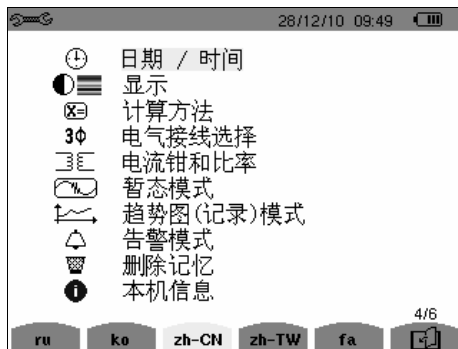 28/12/10 09:49
日期 / 时间
显示
计算方法
3Φ 电气接线选择
电流钳和比率
暂态模式
趋势图(记录)模式
告警模式
删除记忆
本机信息
4/6
ru ko zh-CN zh-TW fa